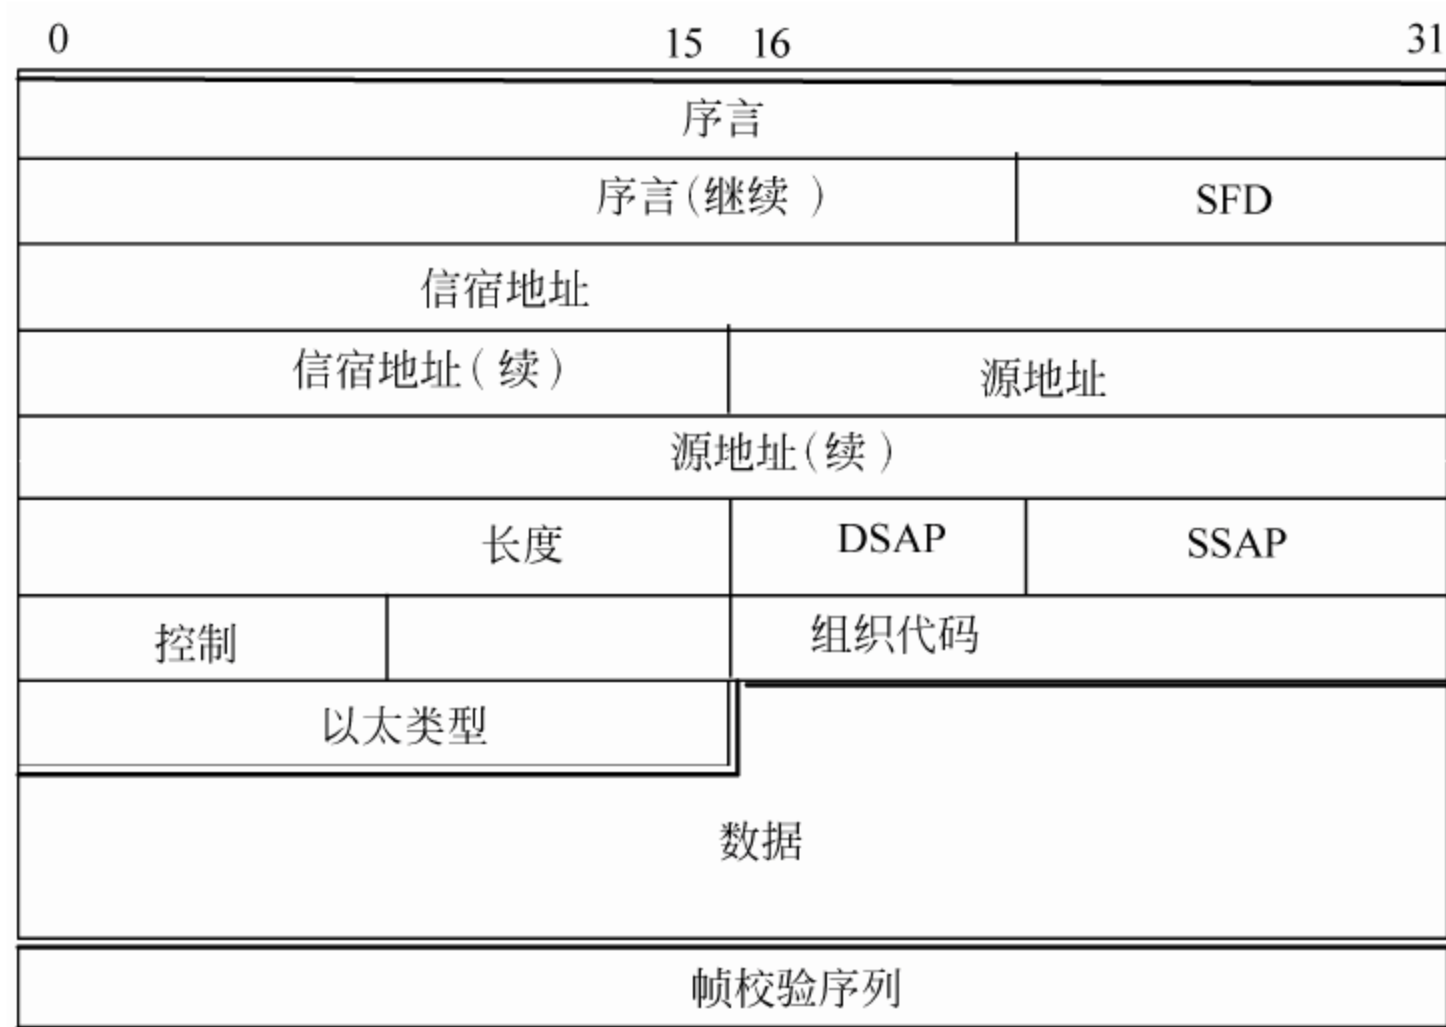 0 15 16 31
序言
序言(继续 ) SFD
信宿地址
信宿地址(续) 源地址
源地址(续 )
长度 DSAP SSAP
控制 组织代码
以太类型
数据
帧校验序列